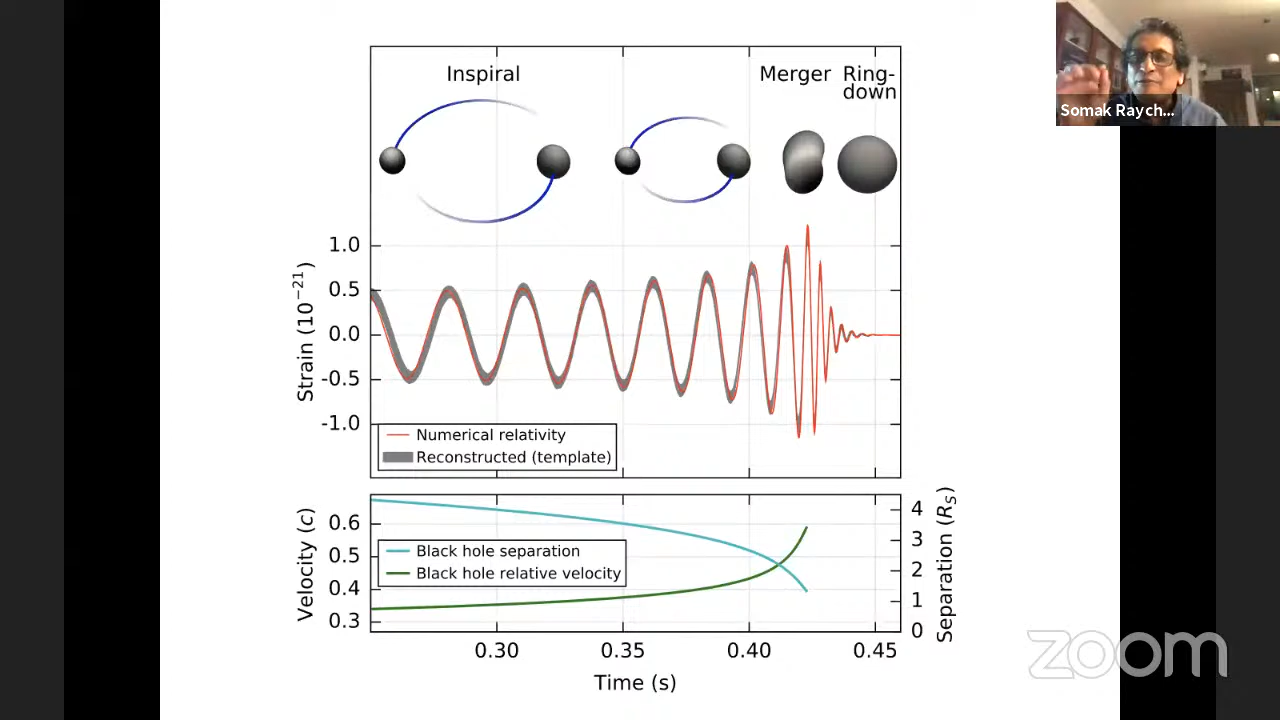 Inspiral
Merger
Ring-
down
Somak Raych...
1.0
0.5
0.0
-0.5
-1.0
Strain (10⁻²¹)
Numerical relativity
Reconstructed (template)
0.6
0.5
0.4
0.3
Velocity (c)
Black hole separation
Black hole relative velocity
4
3
2
1
0
Separation (R_S)
0.30
0.35
0.40
0.45
Time (s)
zoom